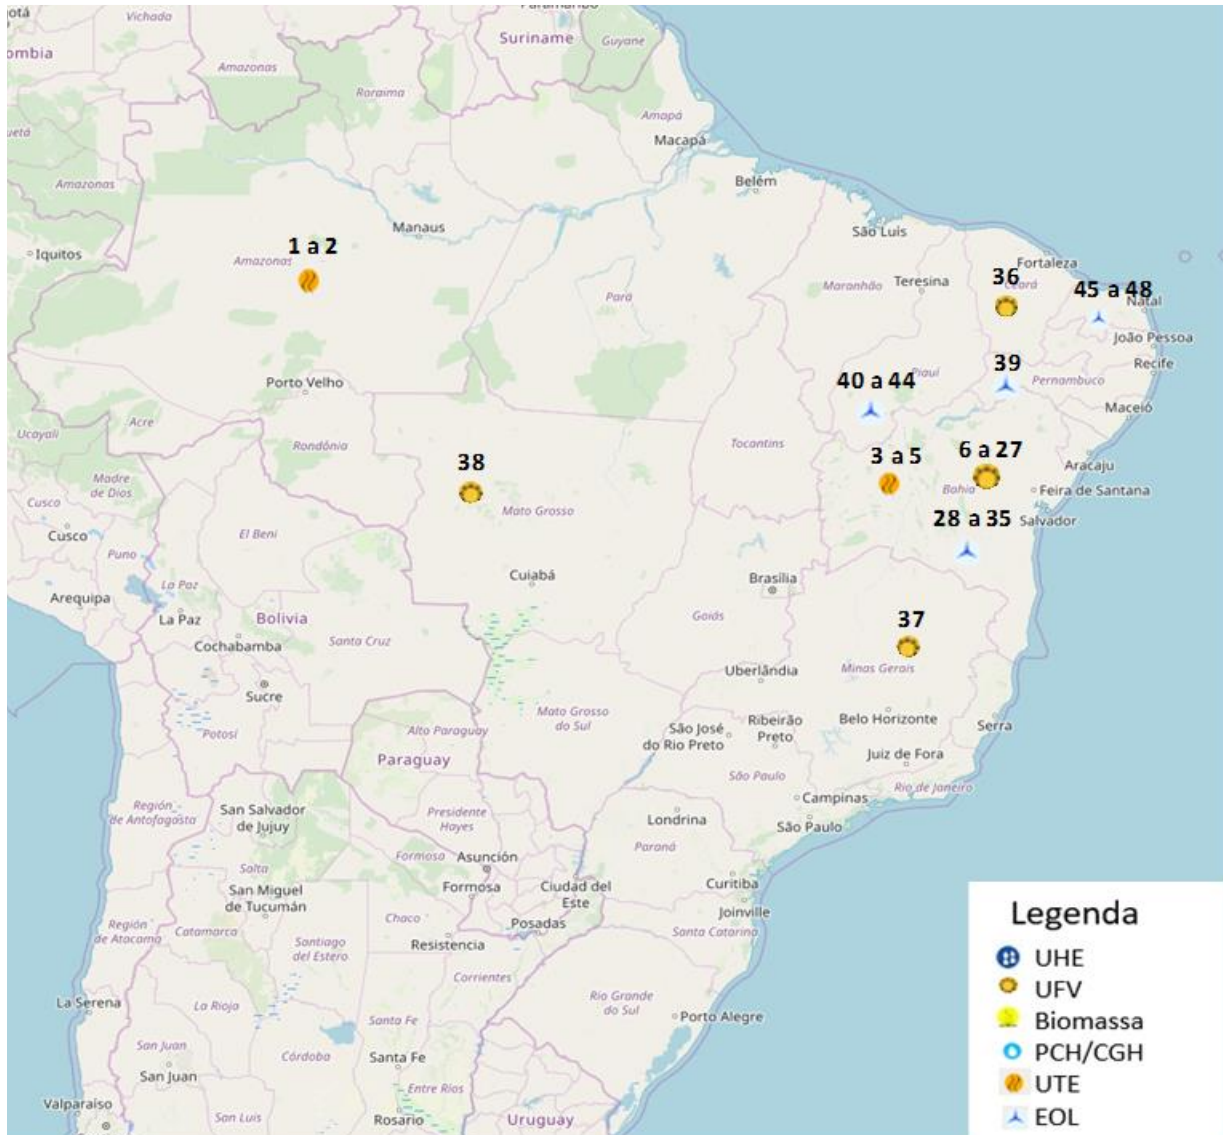 otá
Vichada
Paramaribo
ombia
Suriname
Guyane
Amazonas
Roraima
Amapá
Macapá
uetá
Amazonas
Belém
Manaus
São Luís
1 a 2
Iquitos
Amazonas
Fortaleza
36
Ceará
45 a 48
Maranhão
Teresina
Natal
Pará
João Pessoa
39
Recife
40 a 44
Piauí
Pernambuco
Porto Velho
Maceió
Acre
Ucayali
Rondônia
Tocantins
3 a 5
6 a 27
38
Aracaju
Madre
de Dios
Bahia
Feira de Santana
Cusco
Mato Grosso
28 a 35
Salvador
Cusco
El Beni
Puno
Cuiabá
Brasília
La Paz
Arequipa
La Paz
Bolivia
Goiás
37
Santa Cruz
Cochabamba
Uberlândia
Minas Gerais
Sucre
Mato Grosso
do Sul
Belo Horizonte
Ribeirão
Preto
São José
do Rio Preto
Serra
Potosí
Alto Paraguay
Paraguay
Juiz de Fora
São Paulo
Rio de Janeiro
Campinas
Región
de Antofagasta
San Salvador
de Jujuy
Presidente
Hayes
Londrina
São Paulo
Paraná
Formosa
Asunción
Salta
San Miguel
de Tucumán
Formosa
Ciudad del
Este
Curitiba
Chaco
Joinville
Región
de Atacama
Catamarca
Posadas
Santa Catarina
Santiago
del Estero
Resistencia
Corrientes
La Serena
La Rioja
Rio Grande
do Sul
Santa Fe
Porto Alegre
San Juan
Córdoba
Santa Fe
San Juan
Entre Ríos
Valparaíso
San Luis
Rosario
Uruguay
Legenda
UHE
UFV
Biomassa
PCH/CGH
UTE
EOL